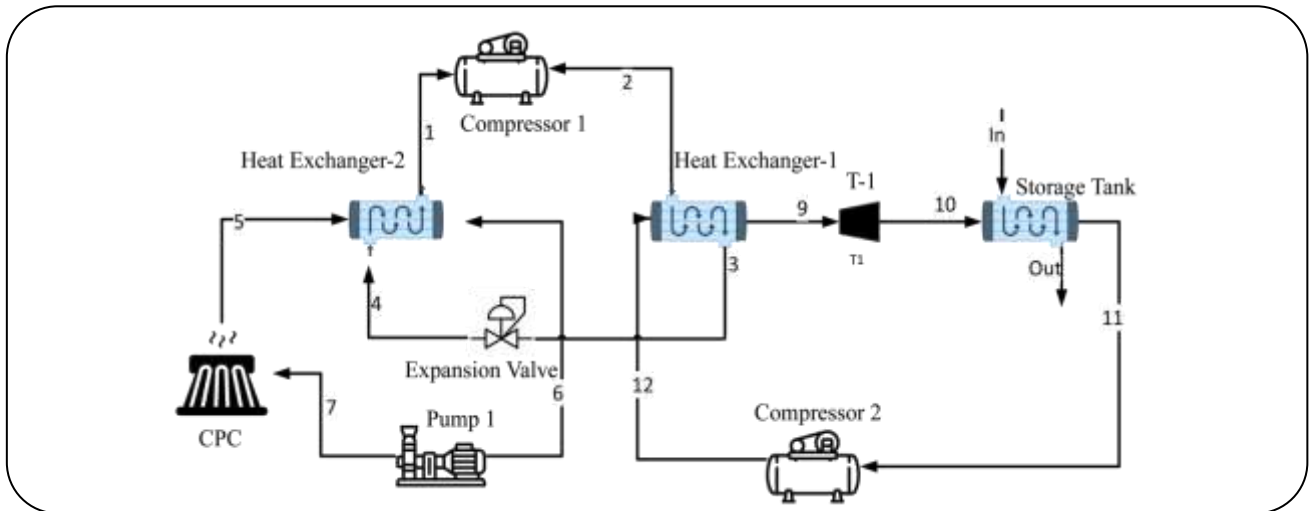 2
Compressor 1
1
In
Heat Exchanger-2
Heat Exchanger-1
T-1
Storage Tank
5
9
10
T1
3
Out
4
11
Expansion Valve
12
6
7
Pump 1
Compressor 2
CPC